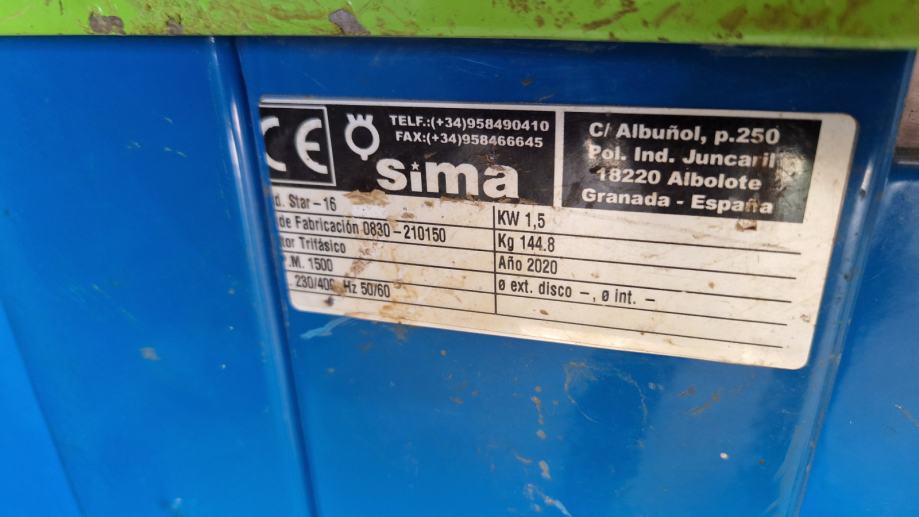 CE
TELF.:(+34)958490410
FAX:(+34)958466645
sima
C/ Albuñol, p.250
Pol. Ind. Juncaril
18220 Albolote
Granada - España
d. Star-16
de Fabricación 0830-210150
tor Trifásico
.M. 1500
230/400 Hz 50/60
KW 1,5
Kg 144.8
Año 2020
ø ext. disco -, ø int. -